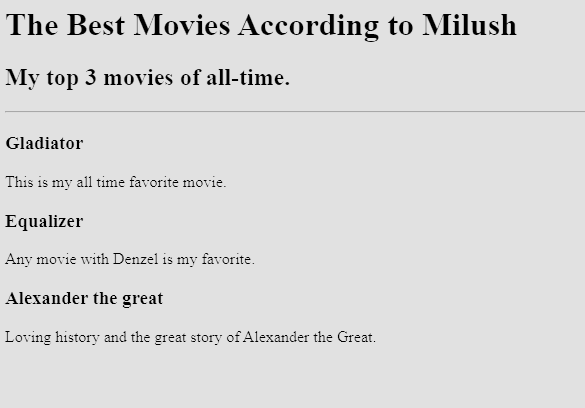 The Best Movies According to Milush
My top 3 movies of all-time.
Gladiator
This is my all time favorite movie.
Equalizer
Any movie with Denzel is my favorite.
Alexander the great
Loving history and the great story of Alexander the Great.